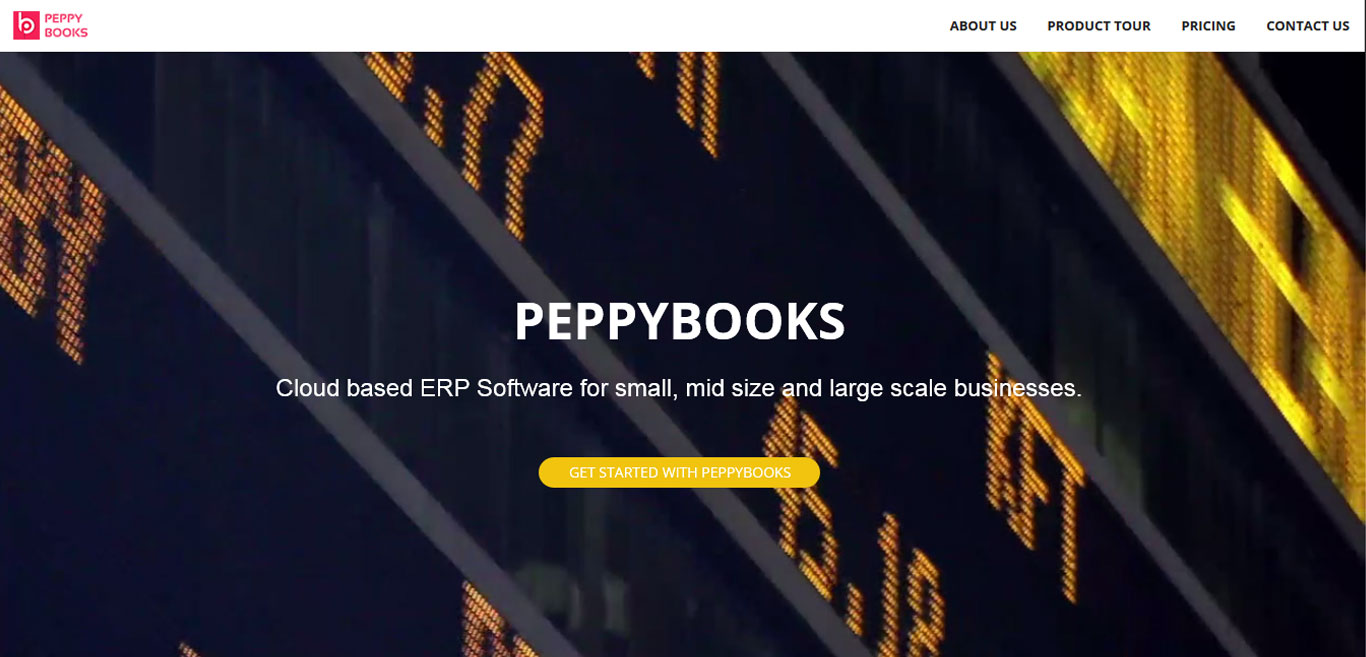 PEPPY
BOOKS
ABOUT US
PRODUCT TOUR
PRICING
CONTACT US
PEPPYBOOKS
Cloud based ERP Software for small, mid size and large scale businesses.
GET STARTED WITH PEPPYBOOKS